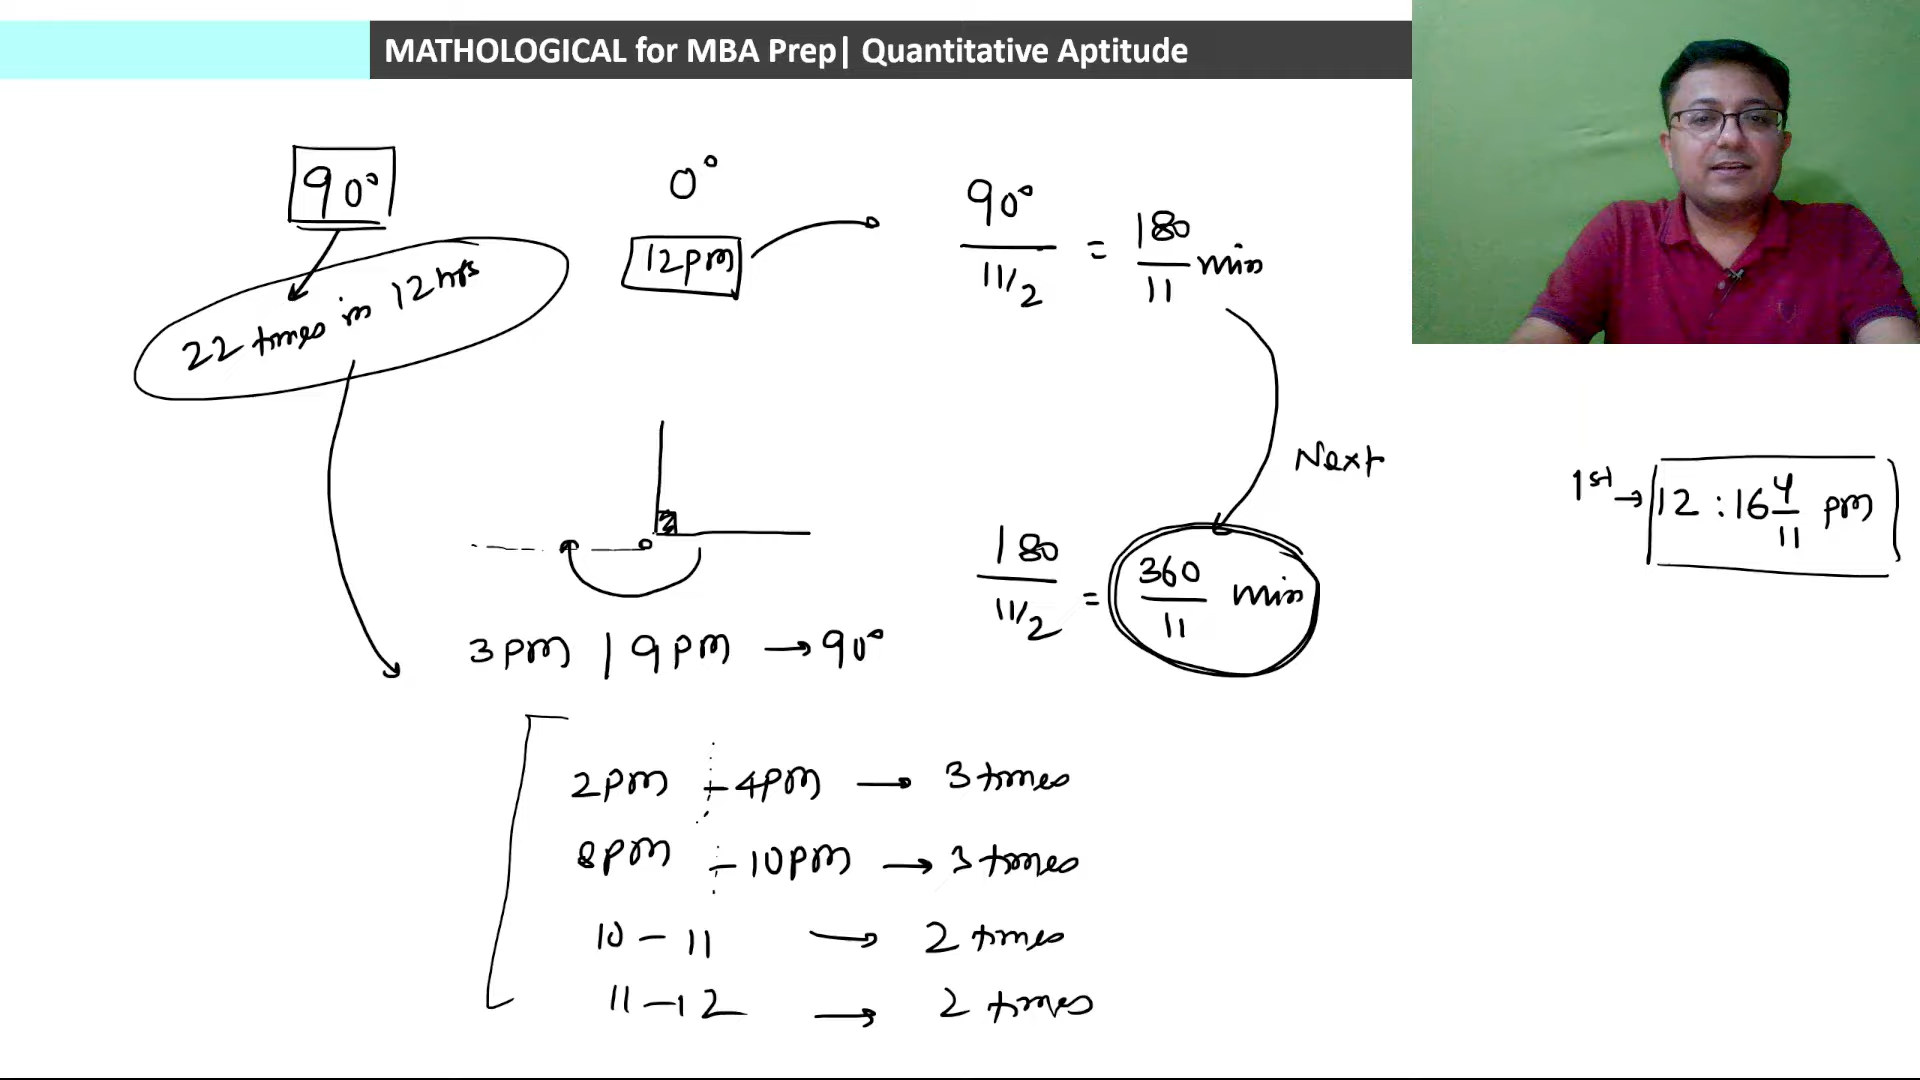 MATHOLOGICAL for MBA Prep| Quantitative Aptitude
90°
22 times in 12 hrs
0°
12pm
90° / 11/2 = 180/11 min
Next
180 / 11/2 = 360/11 min
1st → 12 : 16 4/11 pm
3pm | 9pm → 90°
2pm - 4pm → 3 times
8pm - 10pm → 3 times
10 - 11 → 2 times
11 - 12 → 2 times